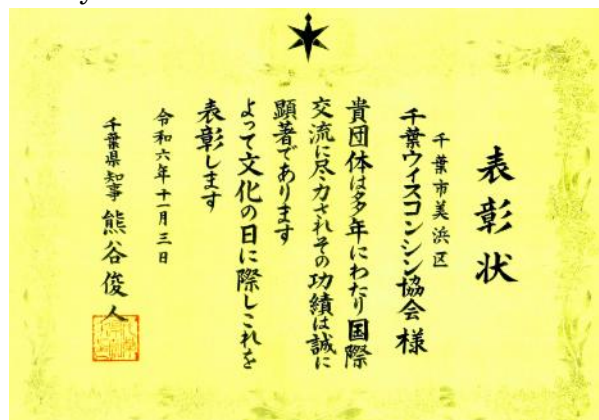 表彰状
千葉市美浜区
千葉ウィスコンシン協会様
貴団体は多年にわたり国際
交流に尽力されその功績は誠に
顕著であります
よって文化の日に際しこれを
表彰します
令和六年十一月三日
千葉県知事 熊谷俊人